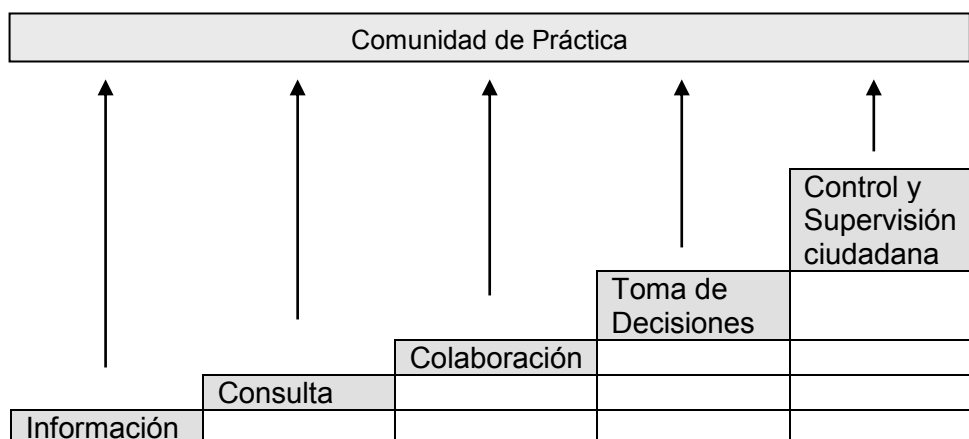 Comunidad de Práctica
Control y
Supervisión
ciudadana
Toma de
Decisiones
Colaboración
Consulta
Información